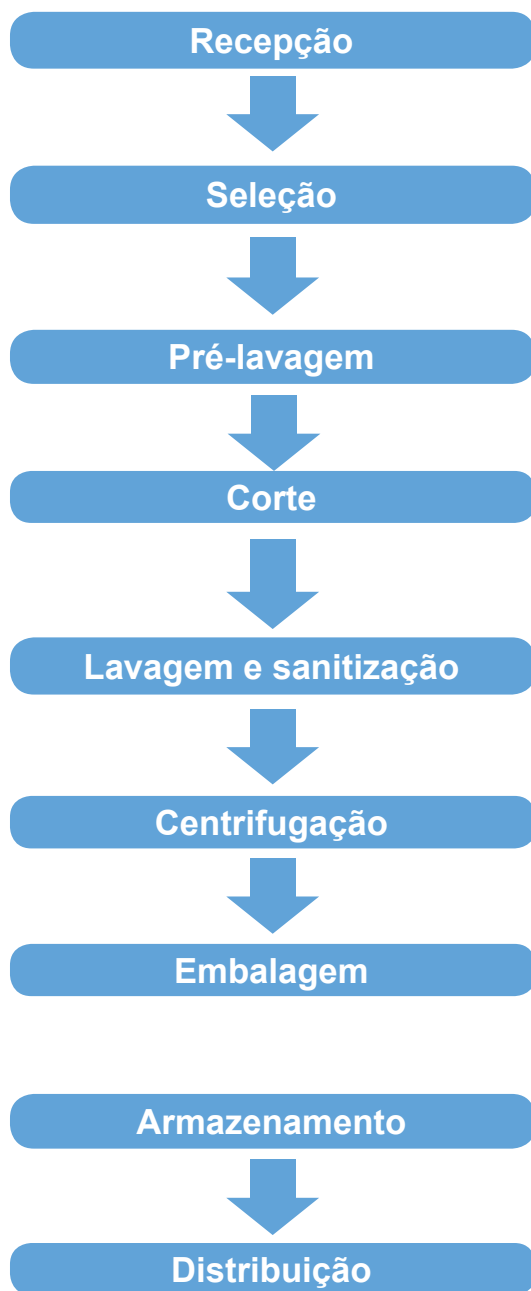 Recepção
Seleção
Pré-lavagem
Corte
Lavagem e sanitização
Centrifugação
Embalagem
Armazenamento
Distribuição